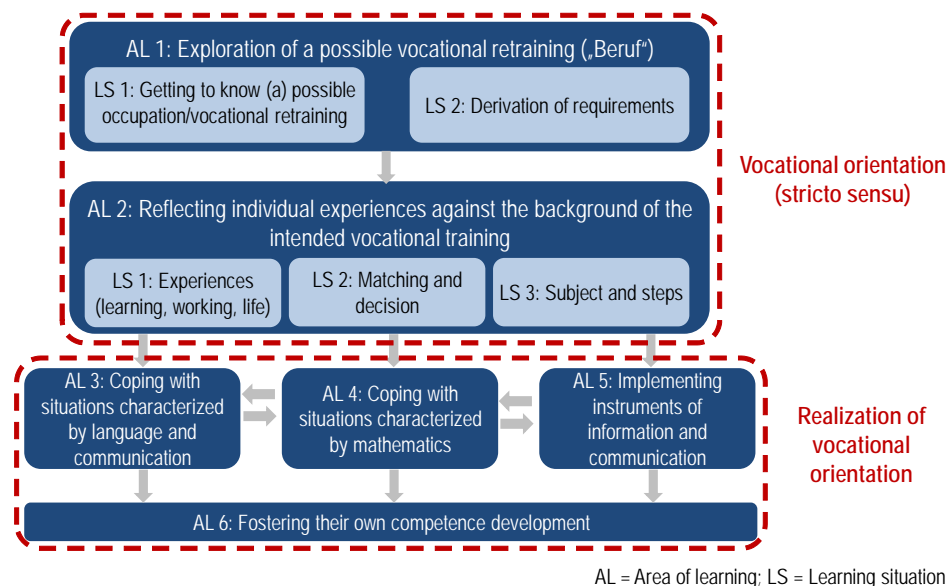 AL 1: Exploration of a possible vocational retraining („Beruf“)
LS 1: Getting to know (a) possible
occupation/vocational retraining
LS 2: Derivation of requirements
Vocational orientation
(stricto sensu)
AL 2: Reflecting individual experiences against the background of the
intended vocational training
LS 1: Experiences
(learning, working, life)
LS 2: Matching and
decision
LS 3: Subject and steps
AL 3: Coping with
situations characterized
by language and
communication
AL 4: Coping with
situations characterized
by mathematics
AL 5: Implementing
instruments of
information and
communication
Realization of
vocational
orientation
AL 6: Fostering their own competence development
AL = Area of learning; LS = Learning situation